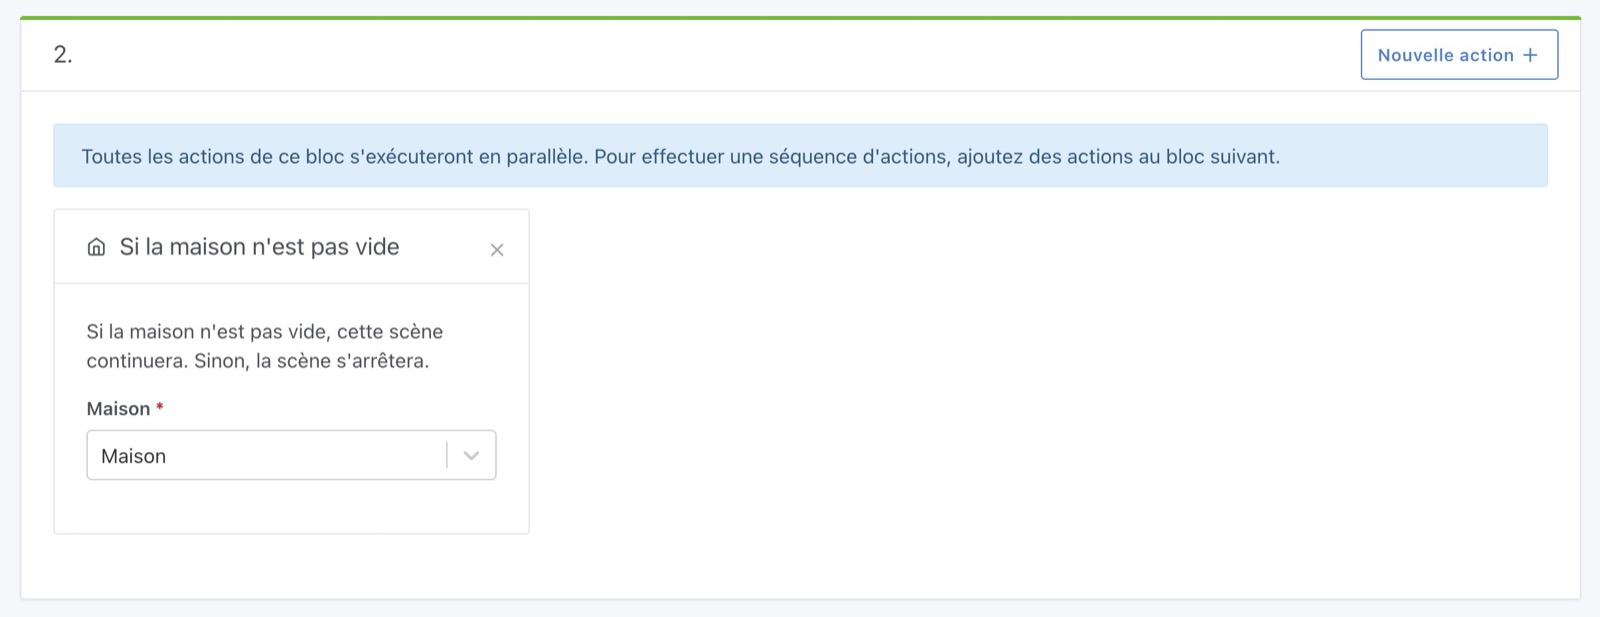 2.
Nouvelle action +
Toutes les actions de ce bloc s'exécuteront en parallèle. Pour effectuer une séquence d'actions, ajoutez des actions au bloc suivant.
Si la maison n'est pas vide
Si la maison n'est pas vide, cette scène
continuera. Sinon, la scène s'arrêtera.
Maison *
Maison